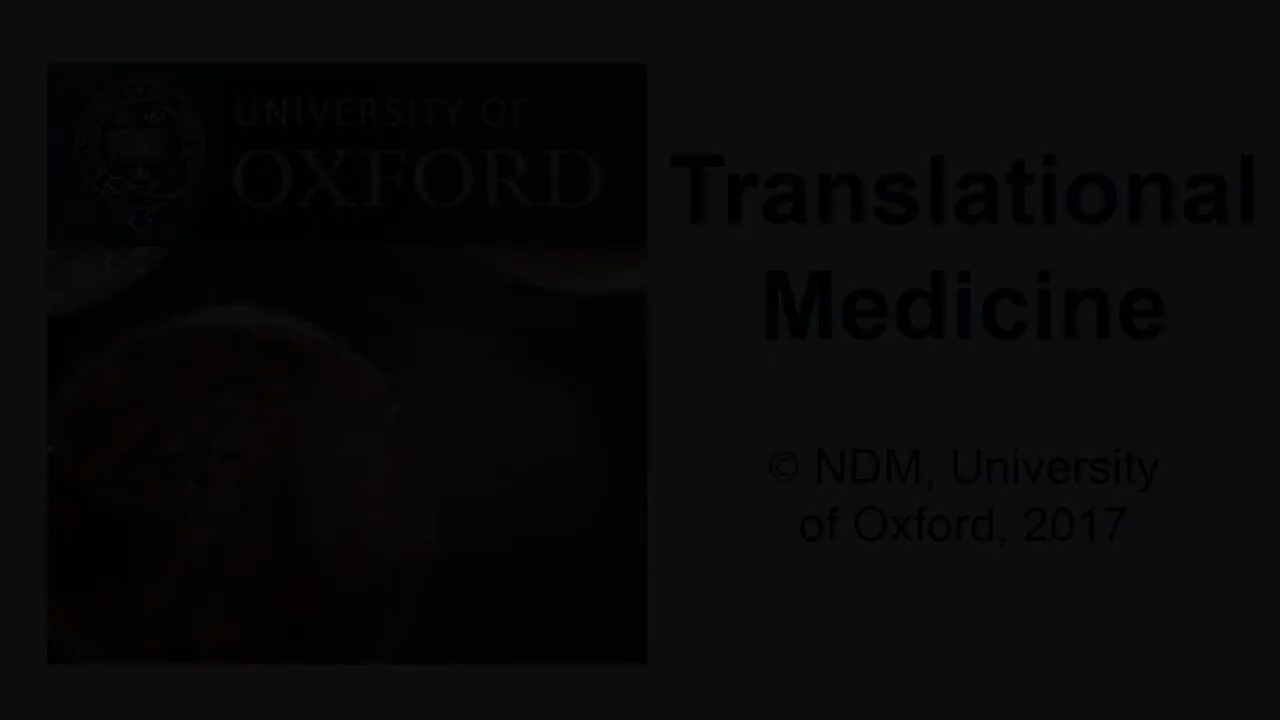 UNIVERSITY OF
OXFORD
Translational
Medicine
© NDM, University
of Oxford, 2017